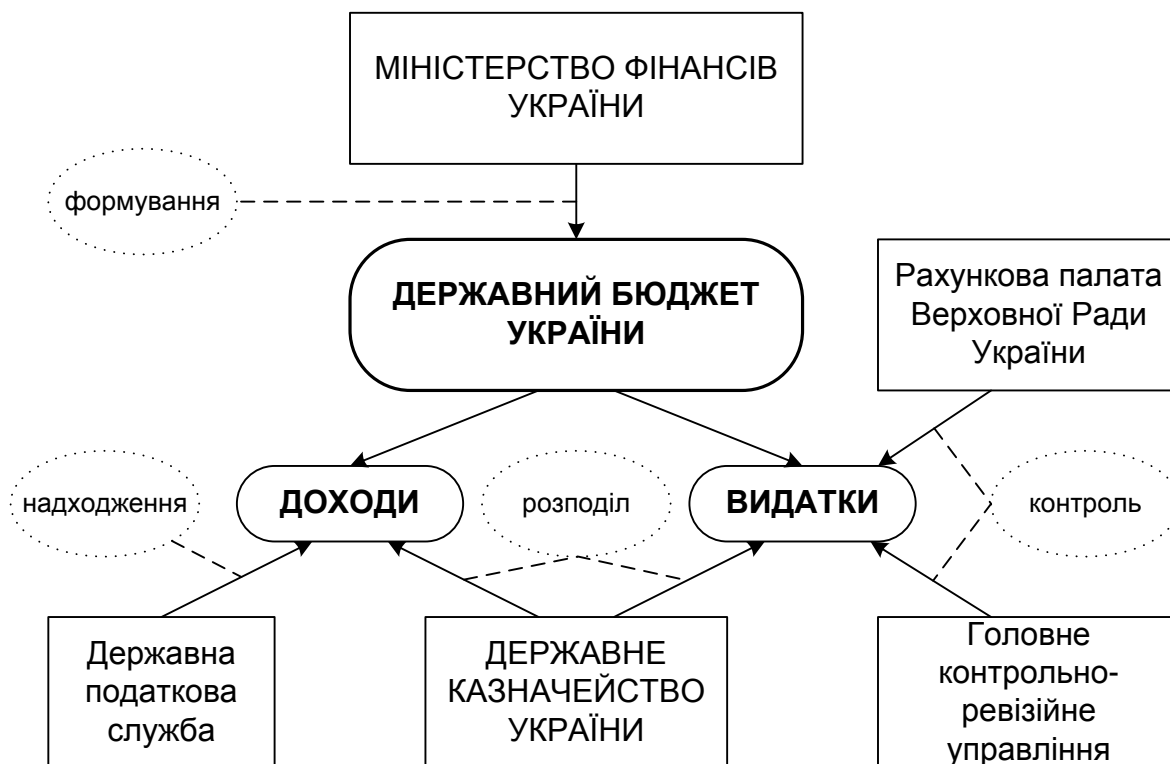 МІНІСТЕРСТВО ФІНАНСІВ
УКРАЇНИ
формування
ДЕРЖАВНИЙ БЮДЖЕТ
УКРАЇНИ
Рахункова палата
Верховної Ради
України
надходження
ДОХОДИ
розподіл
ВИДАТКИ
контроль
Державна
податкова
служба
ДЕРЖАВНЕ
КАЗНАЧЕЙСТВО
УКРАЇНИ
Головне
контрольно-
ревізійне
управління